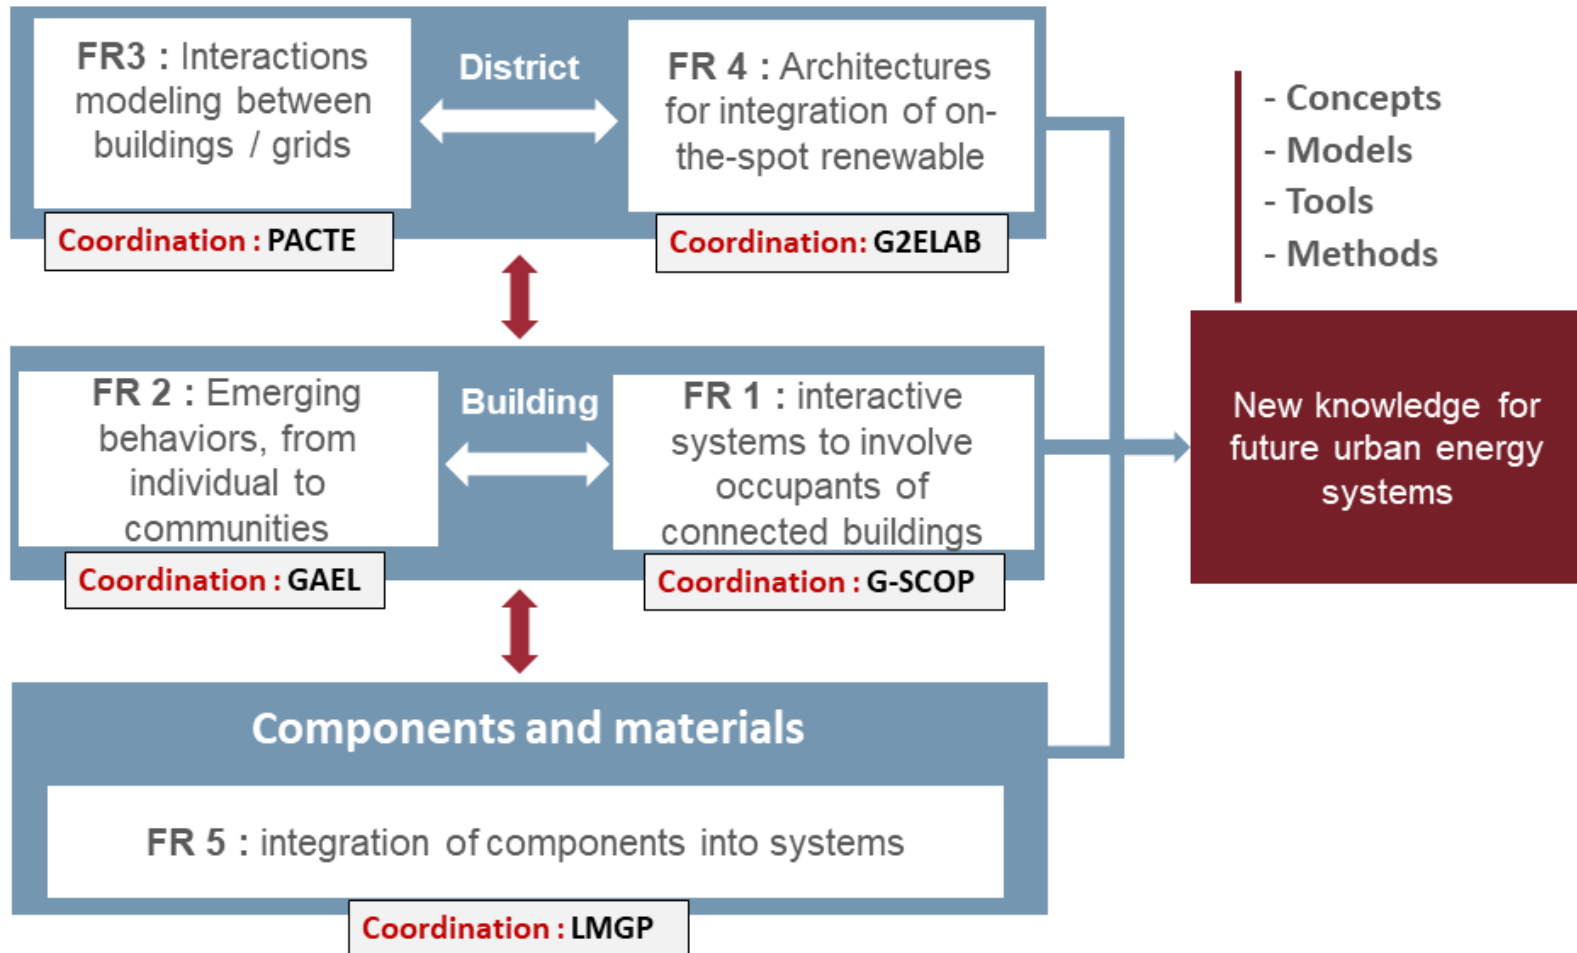 FR3 : Interactions
modeling between
buildings / grids
Coordination : PACTE
District
FR 4 : Architectures
for integration of on-
the-spot renewable
Coordination: G2ELAB
FR 2 : Emerging
behaviors, from
individual to
communities
Coordination : GAEL
Building
FR 1 : interactive
systems to involve
occupants of
connected buildings
Coordination : G-SCOP
Components and materials
FR 5 : integration of components into systems
Coordination : LMGP
- Concepts
- Models
- Tools
- Methods
New knowledge for
future urban energy
systems